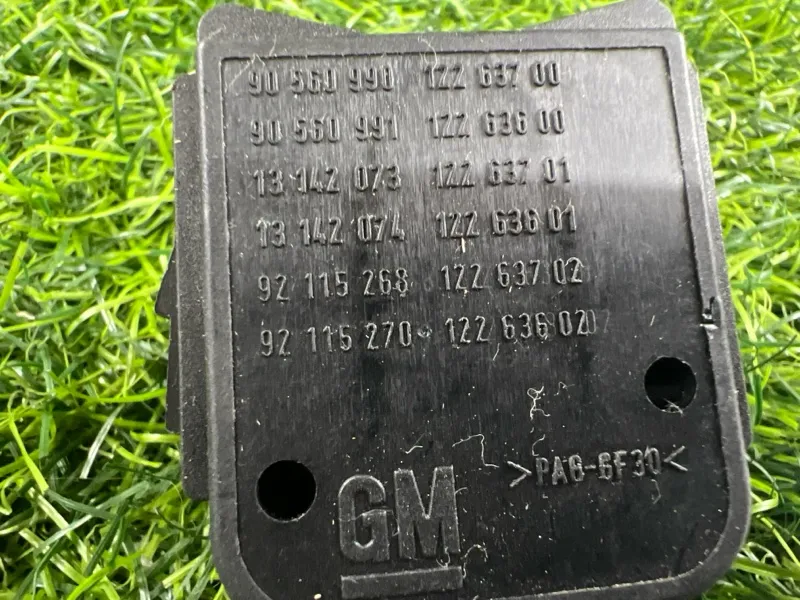 90 560 990 122 637 00
90 560 991 122 636 00
13 142 073 122 637 01
13 142 074 122 636 01
92 115 268 122 637 02
92 115 270 122 636 02
>PA6-GF30<
GM